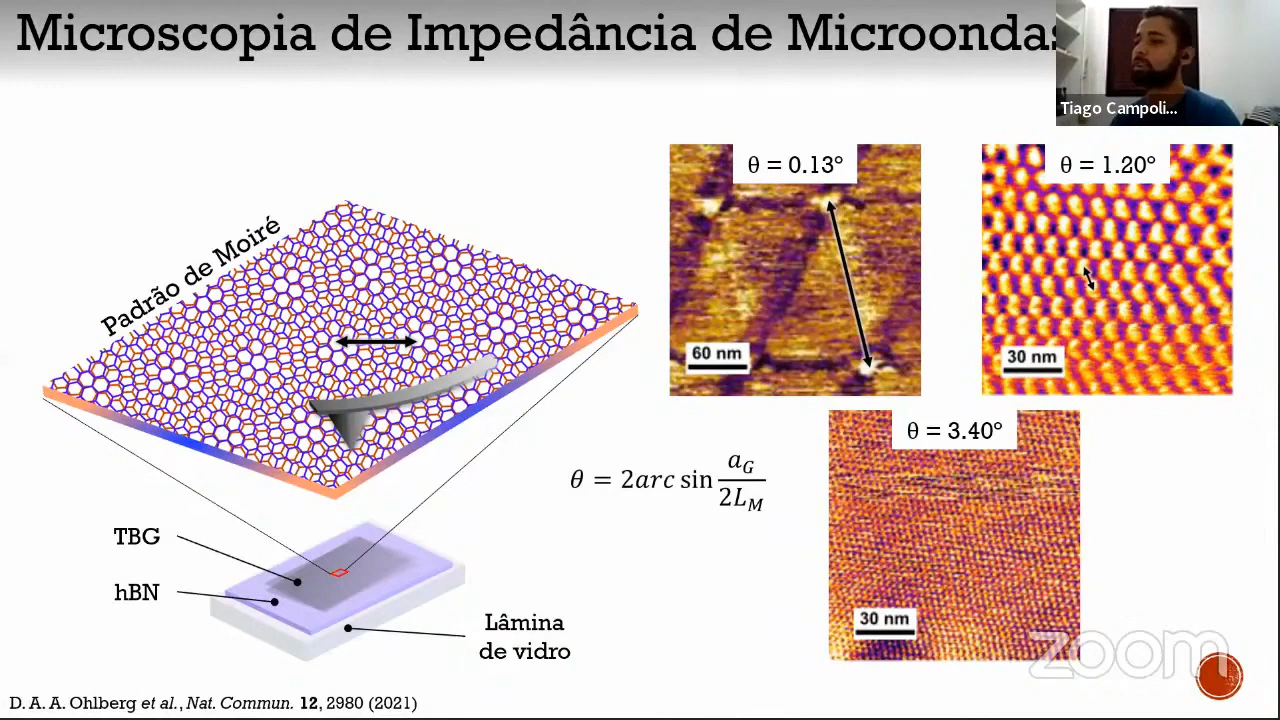 Microscopia de Impedância de Microondas
Tiago Campoli...
Padrão de Moiré
θ = 0.13°
60 nm
θ = 1.20°
30 nm
θ = 3.40°
30 nm
θ = 2arc sin a_G / 2L_M
TBG
hBN
Lâmina
de vidro
zoom
D. A. A. Ohlberg et al., Nat. Commun. 12, 2980 (2021)